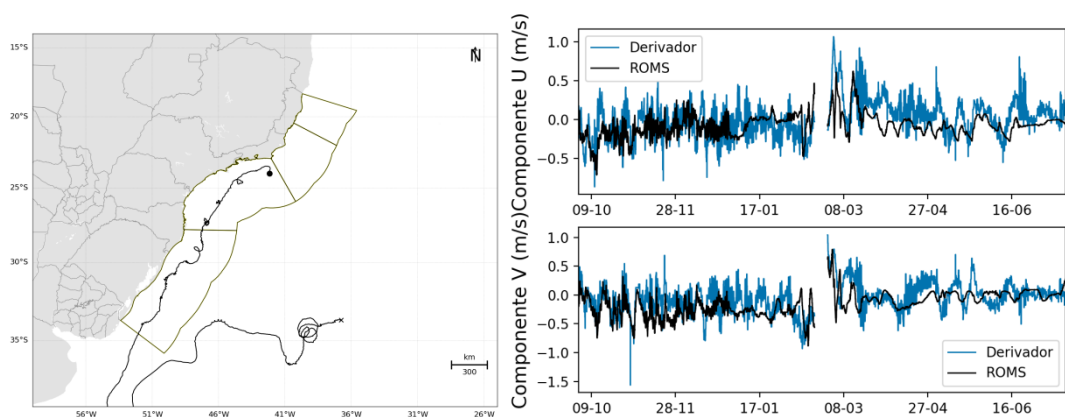 15°S
20°S
25°S
30°S
35°S
56°W 51°W 46°W 41°W 36°W 31°W 26°W
N
km
300
Componente U (m/s)
1.0
0.5
0.0
−0.5
Derivador
ROMS
09-10 28-11 17-01 08-03 27-04 16-06
Componente V (m/s)
1.0
0.5
0.0
−0.5
−1.0
−1.5
Derivador
ROMS
09-10 28-11 17-01 08-03 27-04 16-06